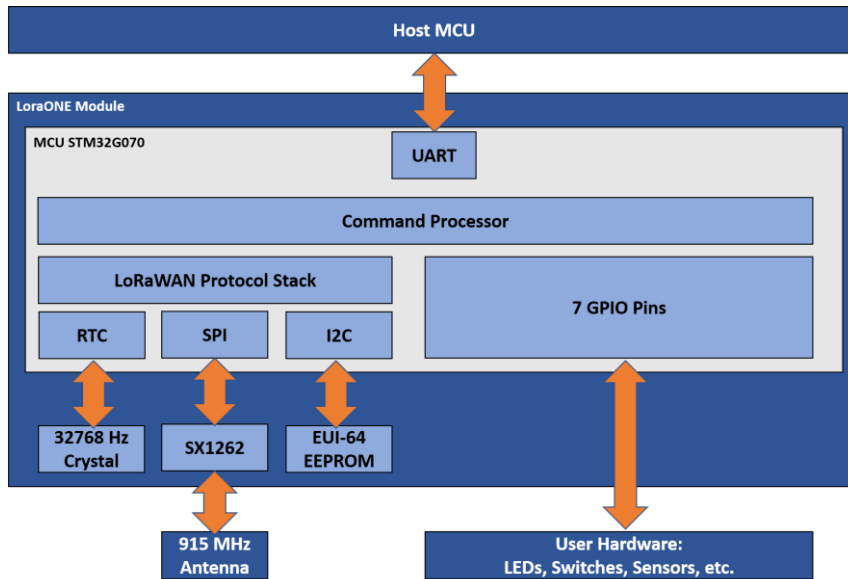 Host MCU
LoraONE Module
MCU STM32G070
UART
Command Processor
LoRaWAN Protocol Stack
7 GPIO Pins
RTC
SPI
I2C
32768 Hz
Crystal
SX1262
EUI-64
EEPROM
915 MHz
Antenna
User Hardware:
LEDs, Switches, Sensors, etc.